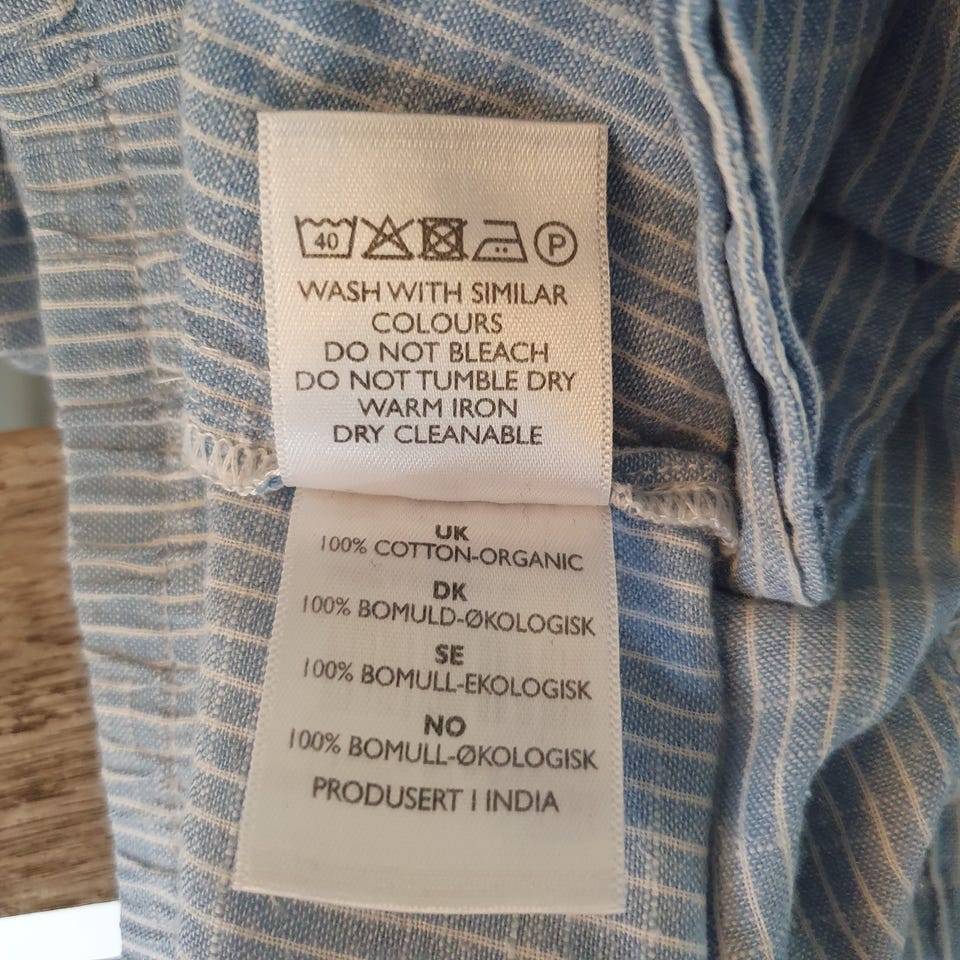 40 P
WASH WITH SIMILAR
COLOURS
DO NOT BLEACH
DO NOT TUMBLE DRY
WARM IRON
DRY CLEANABLE
UK
100% COTTON-ORGANIC
DK
100% BOMULD-ØKOLOGISK
SE
100% BOMULL-EKOLOGISK
NO
100% BOMULL-ØKOLOGISK
PRODUSERT I INDIA